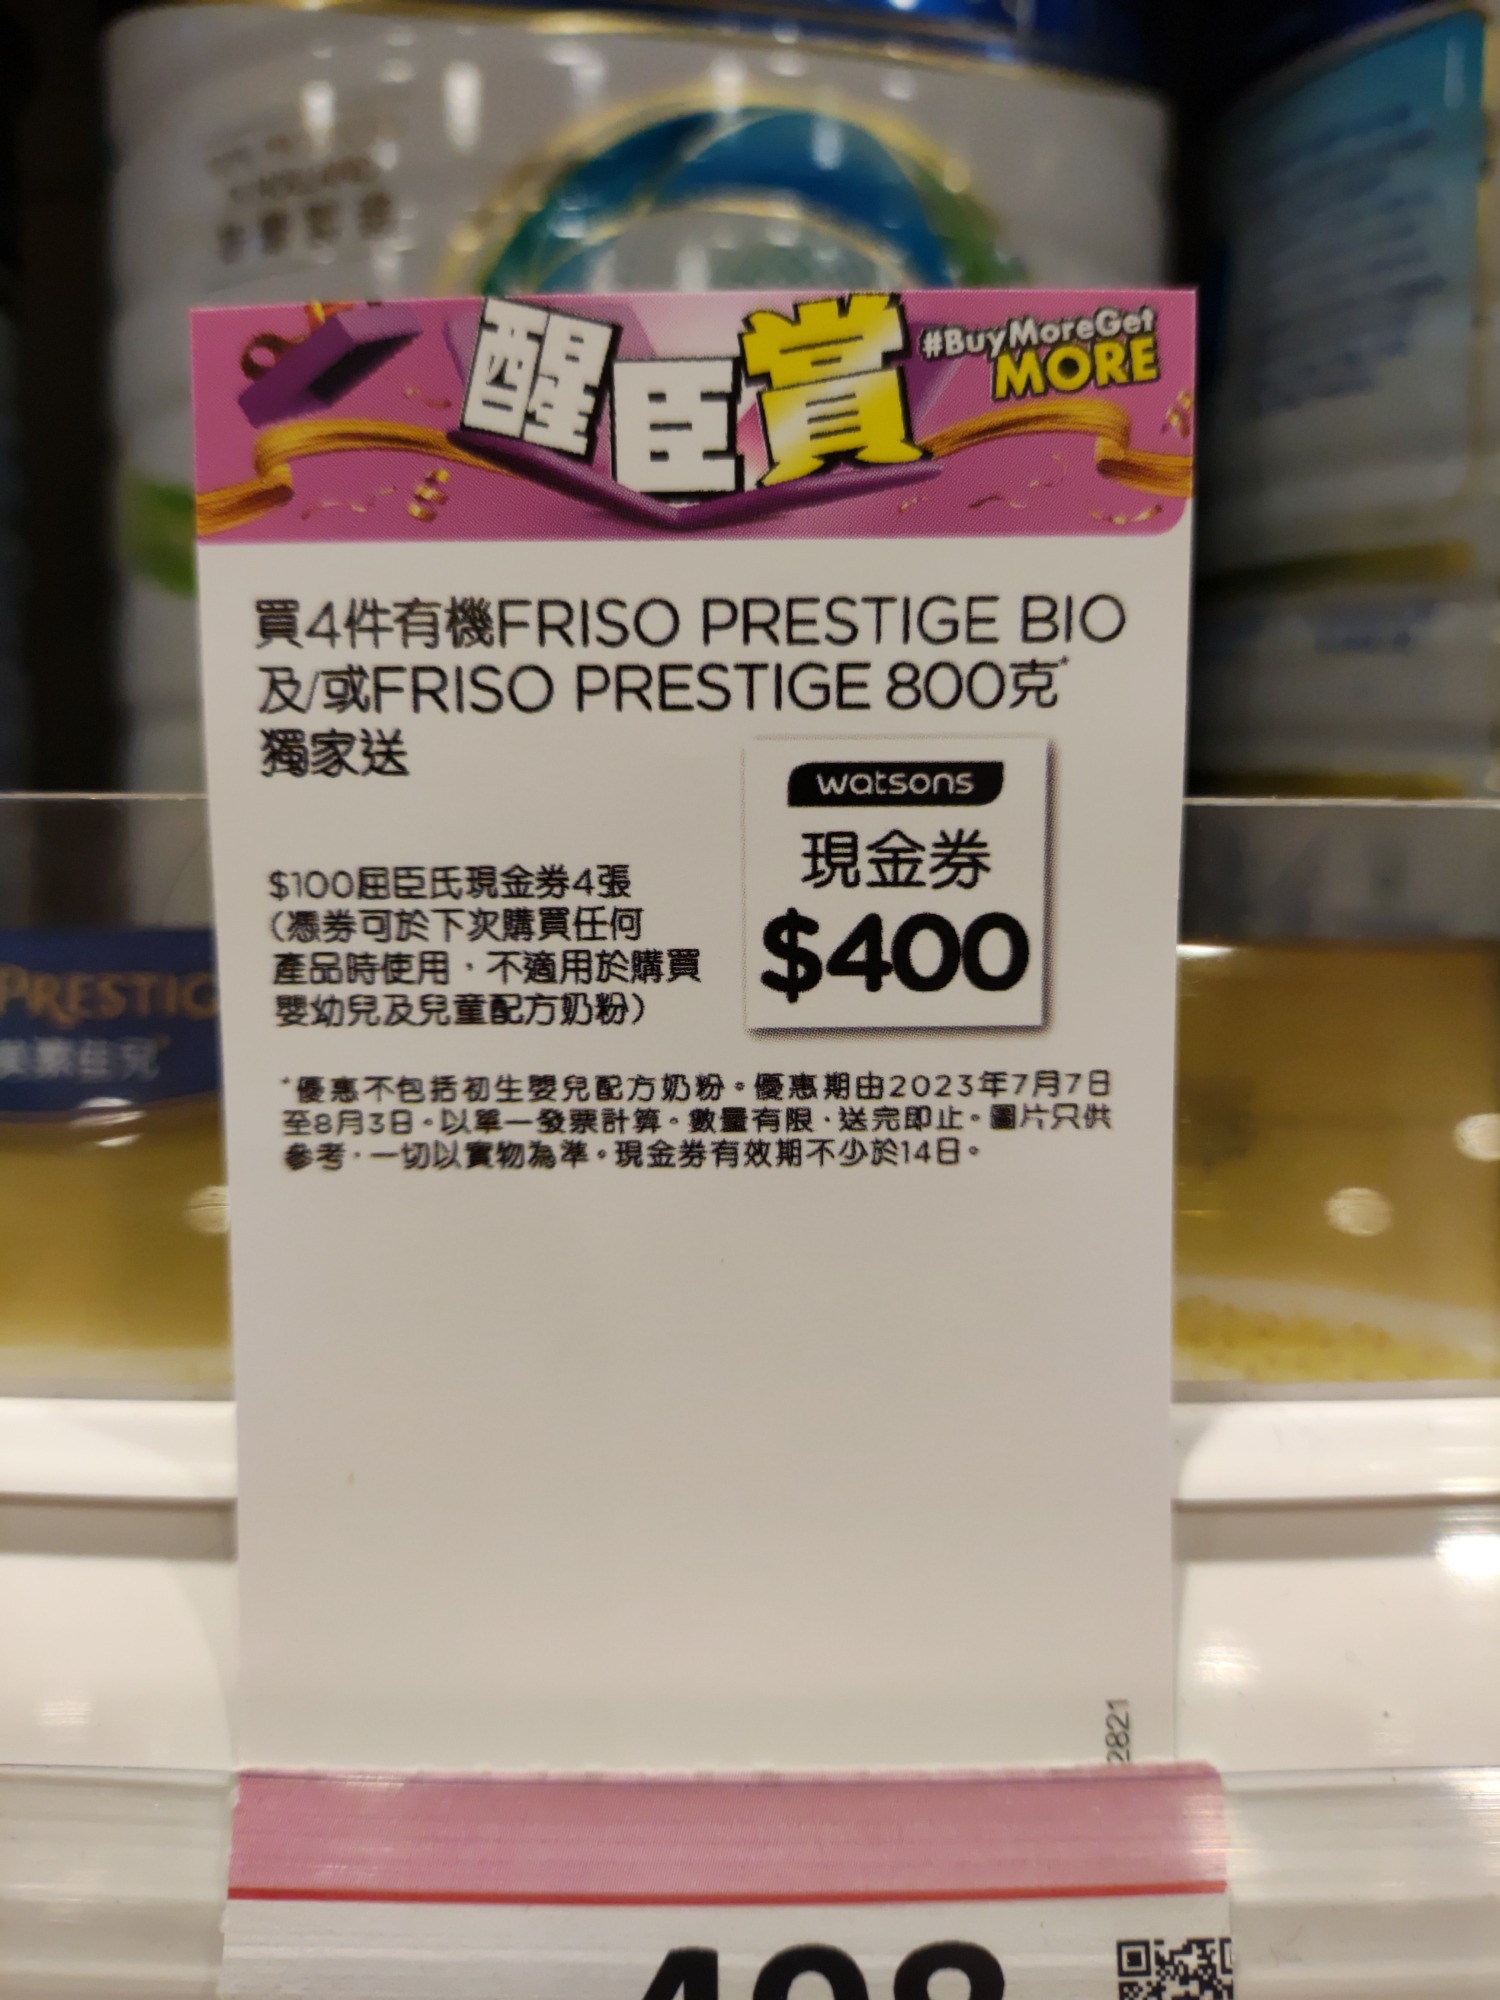 醒臣賞
#BuyMoreGet
MORE
買4件有機FRISO PRESTIGE BIO
及/或FRISO PRESTIGE 800克*
獨家送
watsons
現金券
$400
$100屈臣氏現金券4張
(憑券可於下次購買任何
產品時使用，不適用於購買
嬰幼兒及兒童配方奶粉)
*優惠不包括初生嬰兒配方奶粉。優惠期由2023年7月7日
至8月3日。以單一發票計算。數量有限，送完即止。圖片只供
參考，一切以實物為準。現金券有效期不少於14日。
2821
PRESTIG